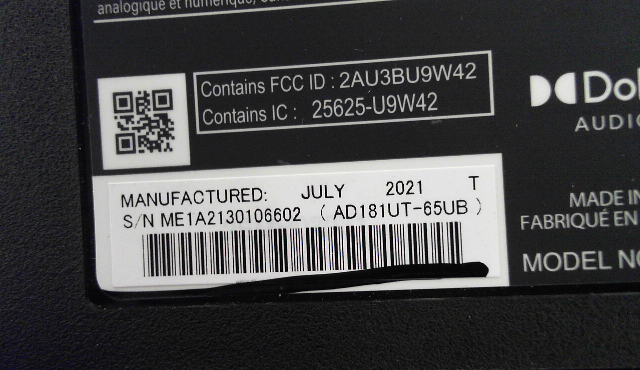 analogique et numérique,
Contains FCC ID : 2AU3BU9W42
Contains IC : 25625-U9W42
AUDIO
MANUFACTURED: JULY 2021 T
S/N ME1A2130106602 ( AD181UT-65UB )
MADE IN
FABRIQUÉ EN
MODEL NO